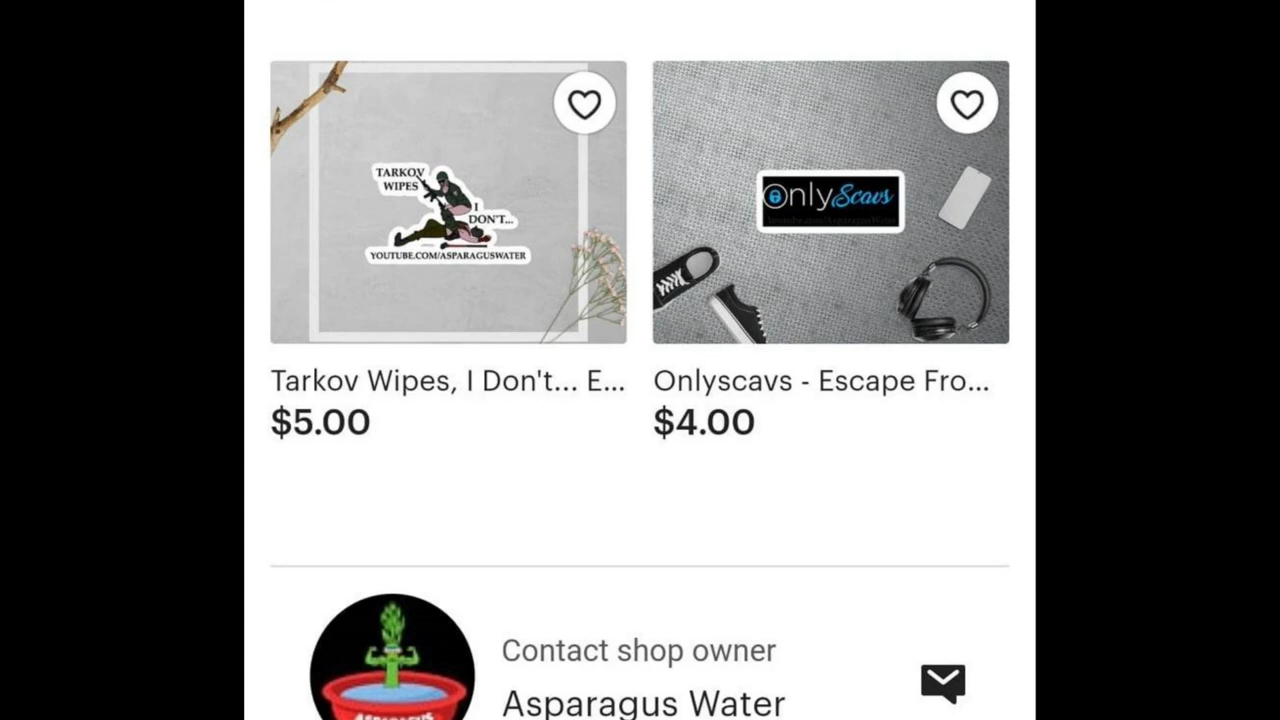 TARKOV
WIPES
I
DON'T...
YOUTUBE.COM/ASPARAGUSWATER
OnlyScavs
Tarkov Wipes, I Don't... E...
$5.00
Onlyscavs - Escape Fro...
$4.00
Contact shop owner
Asparagus Water
ASPARAGUS